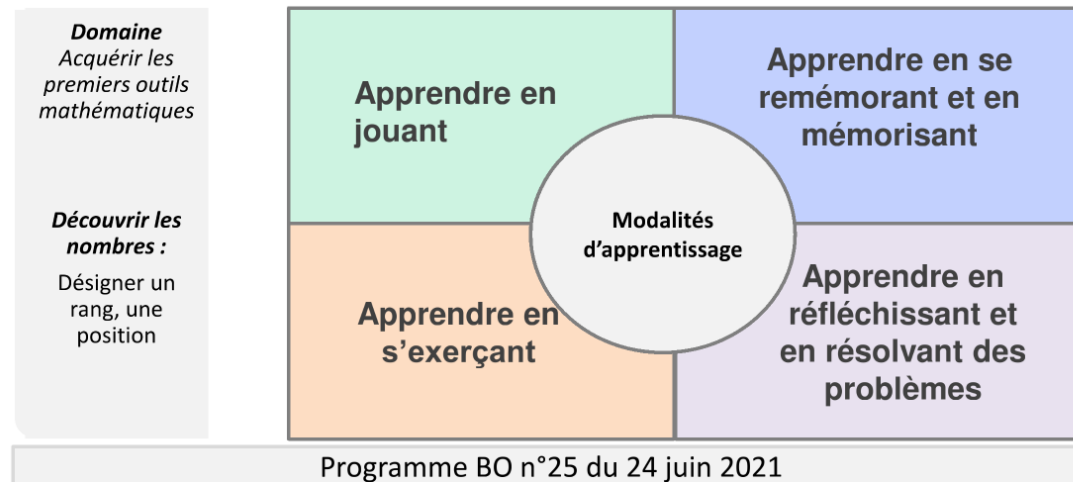 Domaine
Acquérir les
premiers outils
mathématiques
Découvrir les
nombres :
Désigner un
rang, une
position
Apprendre en
jouant
Apprendre en se
remémorant et en
mémorisant
Modalités
d’apprentissage
Apprendre en
s’exerçant
Apprendre en
réfléchissant et
en résolvant des
problèmes
Programme BO n°25 du 24 juin 2021